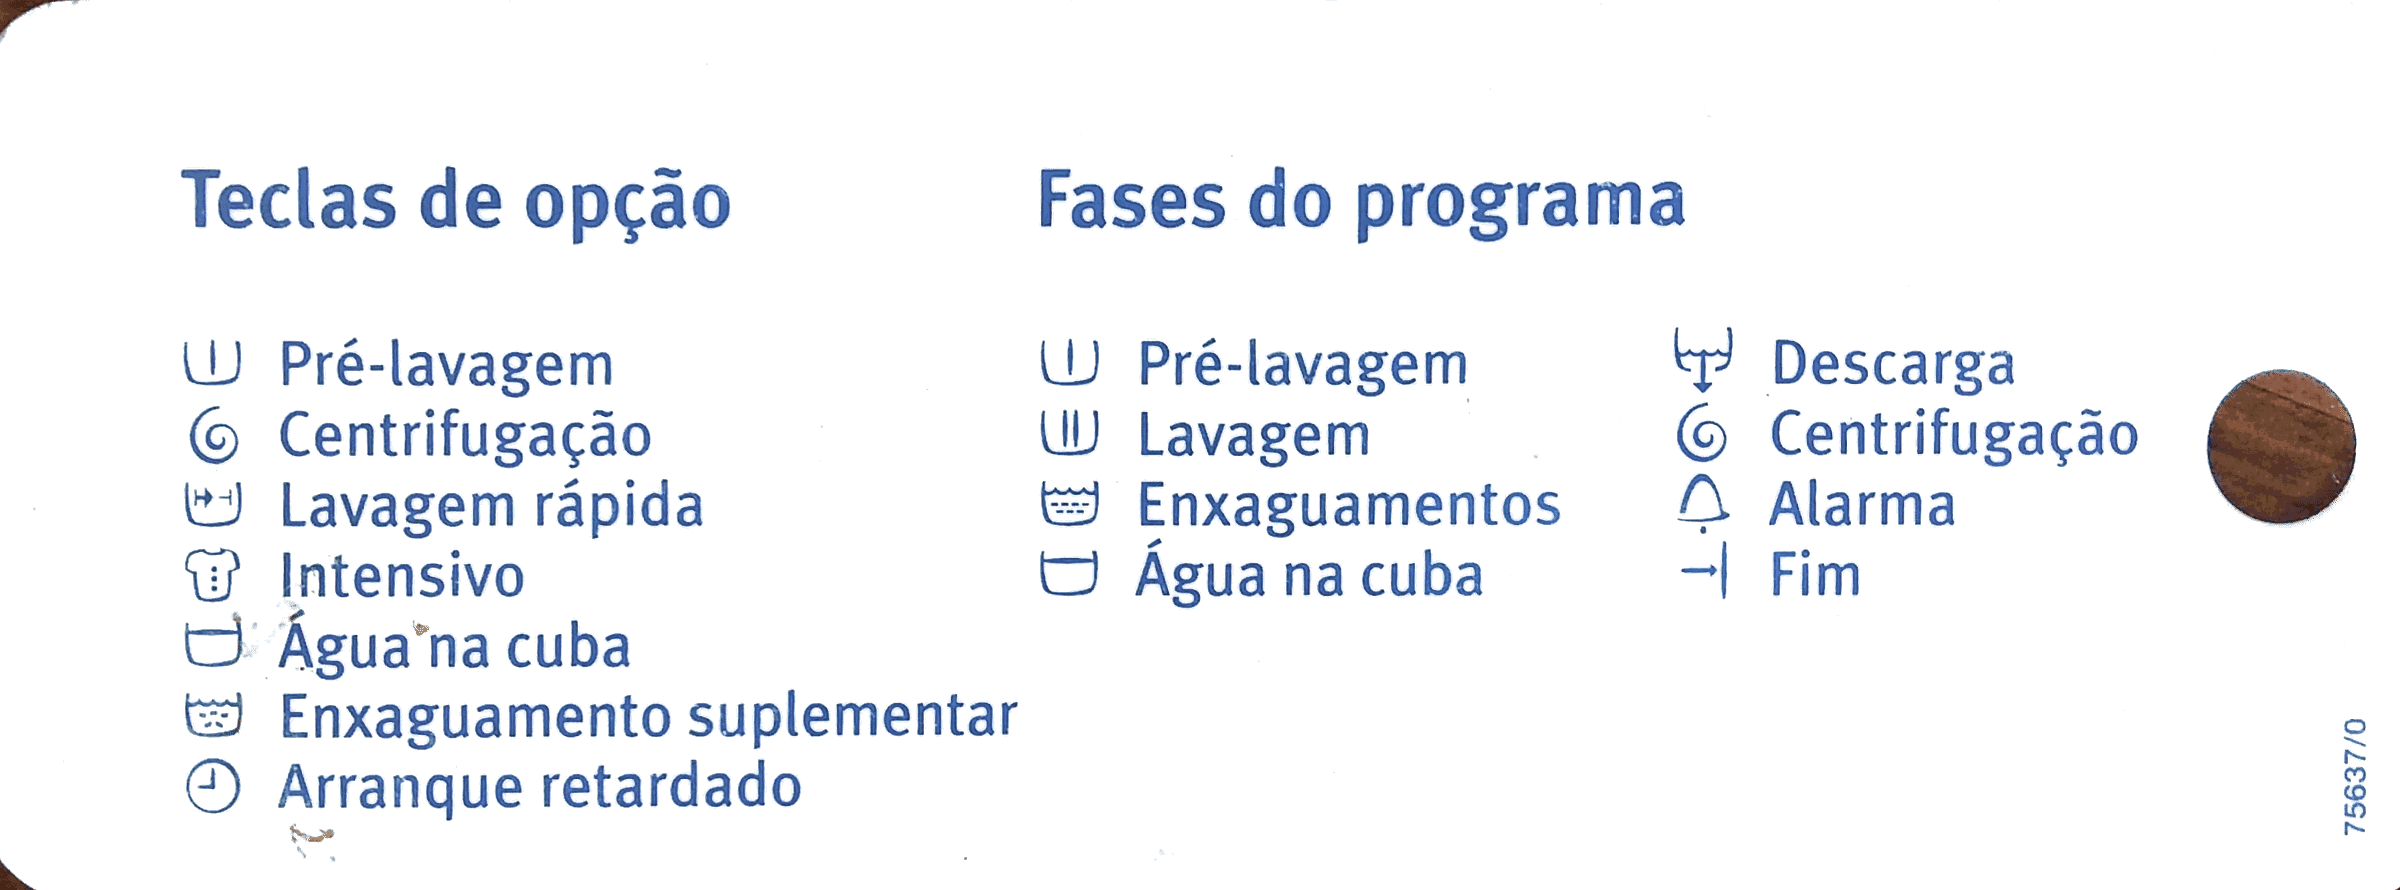 Teclas de opção
Pré-lavagem
Centrifugação
Lavagem rápida
Intensivo
Água na cuba
Enxaguamento suplementar
Arranque retardado
Fases do programa
Pré-lavagem
Lavagem
Enxaguamentos
Água na cuba
Descarga
Centrifugação
Alarma
Fim
75637/0